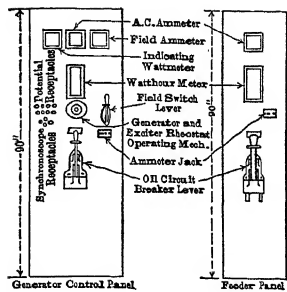 A.C. Ammeter
Field Ammeter
Indicating
Wattmeter
Watthour Meter
Field Switch
Lever
Generator and
Exciter Rheostat
Operating Mech.
Ammeter Jack
Oil Circuit
Breaker Lever
Potential
Receptacles
Synchronoscope
Receptacles
90"
90"
Generator Control Panel
Feeder Panel